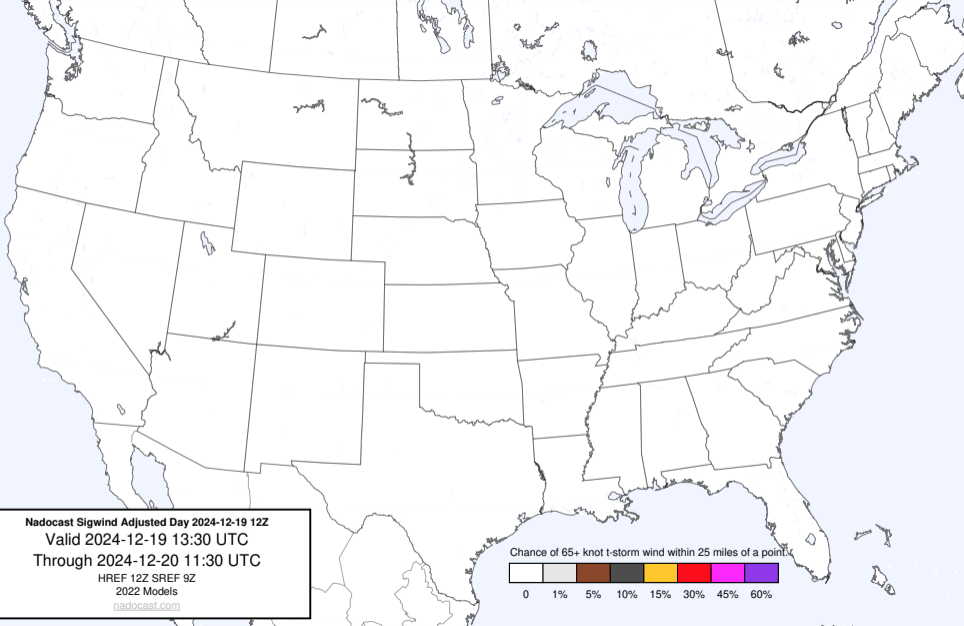 Nadocast Sigwind Adjusted Day 2024-12-19 12Z
Valid 2024-12-19 13:30 UTC
Through 2024-12-20 11:30 UTC
HREF 12Z SREF 9Z
2022 Models
nadocast.com
Chance of 65+ knot t-storm wind within 25 miles of a point.
0 1% 5% 10% 15% 30% 45% 60%